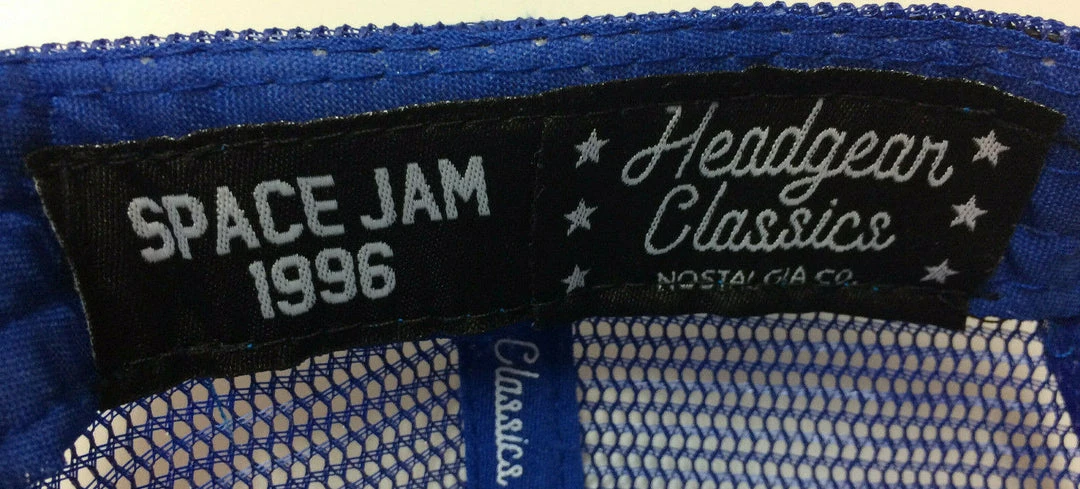 SPACE JAM
1996
Headgear
Classics
NOSTALGIA CO.
Classics